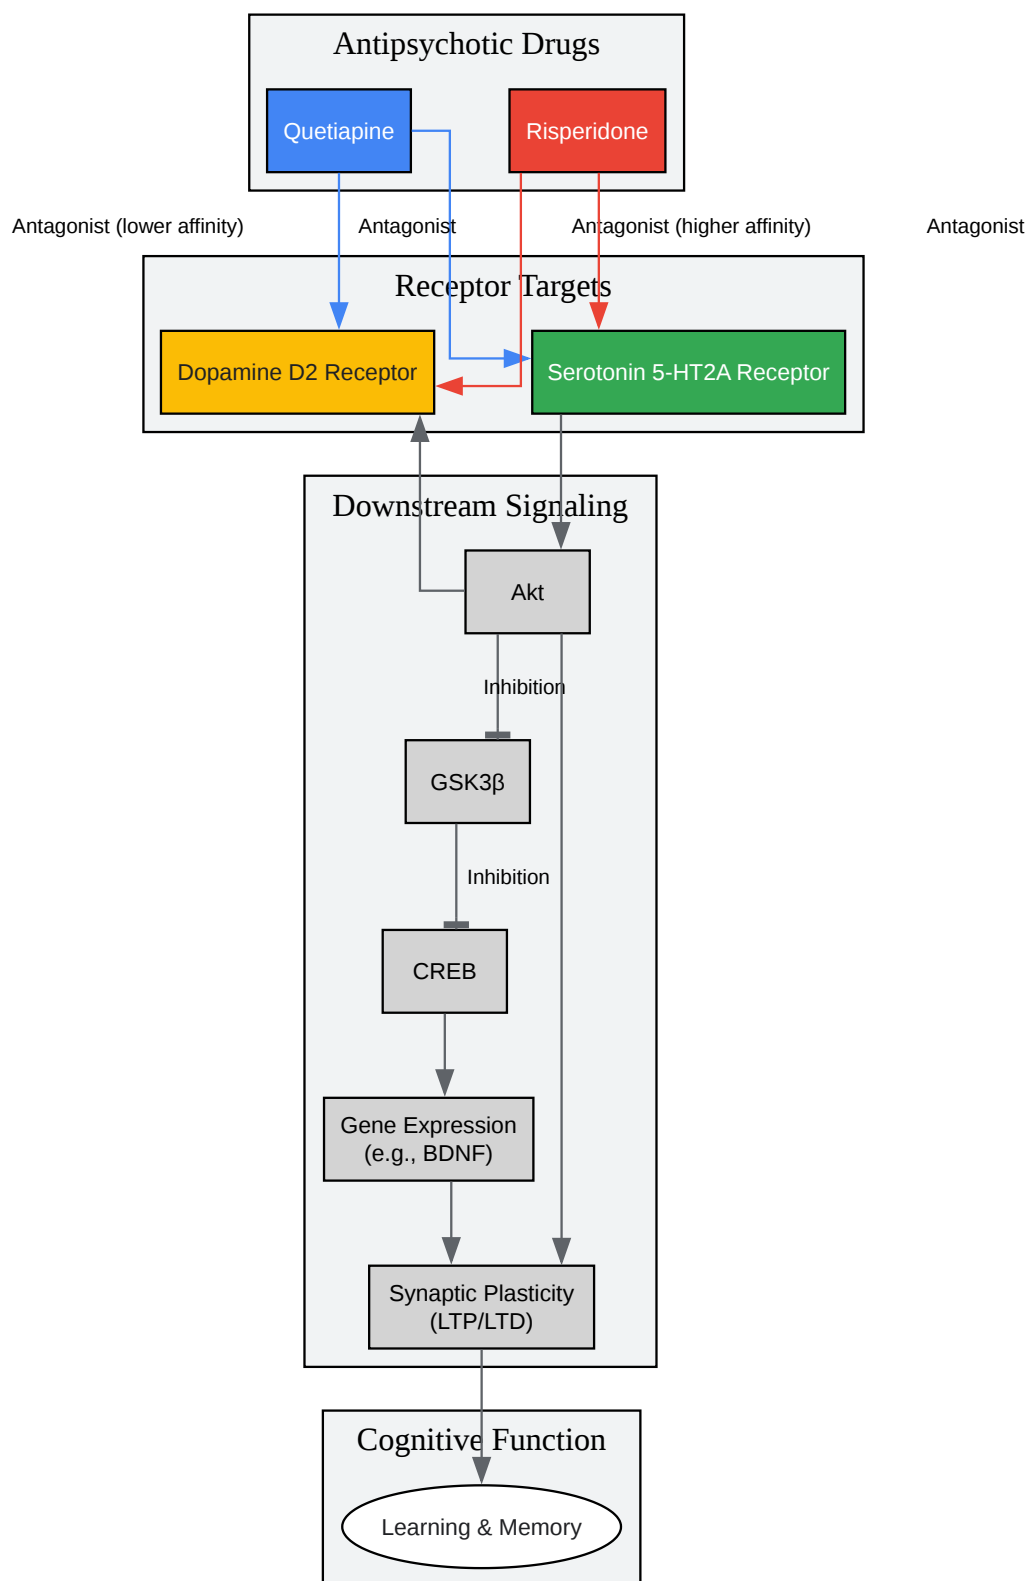 Antipsychotic Drugs
Quetiapine
Risperidone
Antagonist (lower affinity)
Antagonist
Antagonist (higher affinity)
Antagonist
Receptor Targets
Dopamine D2 Receptor
Serotonin 5-HT2A Receptor
Downstream Signaling
Akt
Inhibition
GSK3β
Inhibition
CREB
Gene Expression
(e.g., BDNF)
Synaptic Plasticity
(LTP/LTD)
Cognitive Function
Learning & Memory